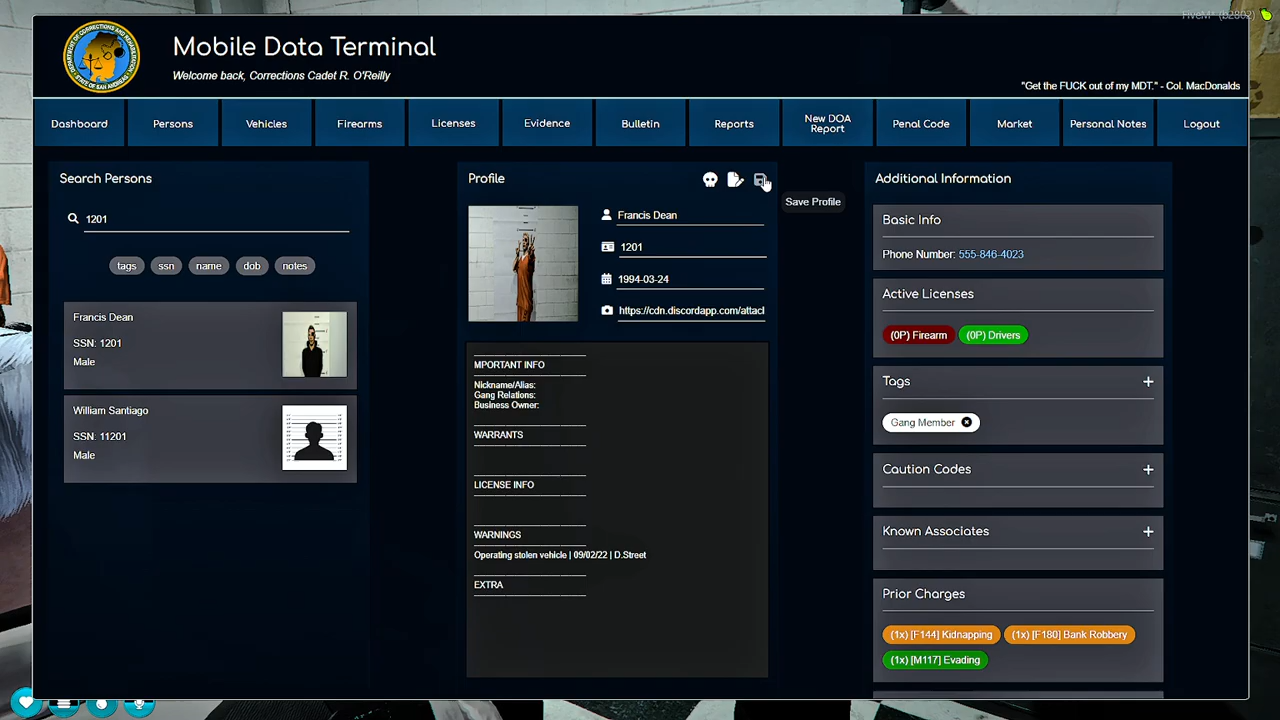 FiveM* (b2802)
Mobile Data Terminal
Welcome back, Corrections Cadet R. O'Reilly
"Get the FUCK out of my MDT." - Col. MacDonalds
Dashboard
Persons
Vehicles
Firearms
Licenses
Evidence
Bulletin
Reports
New DOA
Report
Penal Code
Market
Personal Notes
Logout
Search Persons
1201
tags ssn name dob notes
Francis Dean
SSN: 1201
Male
William Santiago
SSN: 11201
Male
Profile
Save Profile
Francis Dean
1201
1994-03-24
https://cdn.discordapp.com/attacl
MPORTANT INFO
Nickname/Alias:
Gang Relations:
Business Owner:
WARRANTS
LICENSE INFO
WARNINGS
Operating stolen vehicle | 09/02/22 | D.Street
EXTRA
Additional Information
Basic Info
Phone Number: 555-846-4023
Active Licenses
(0P) Firearm (0P) Drivers
Tags
Gang Member
Caution Codes
Known Associates
Prior Charges
(1x) [F144] Kidnapping (1x) [F180] Bank Robbery
(1x) [M117] Evading